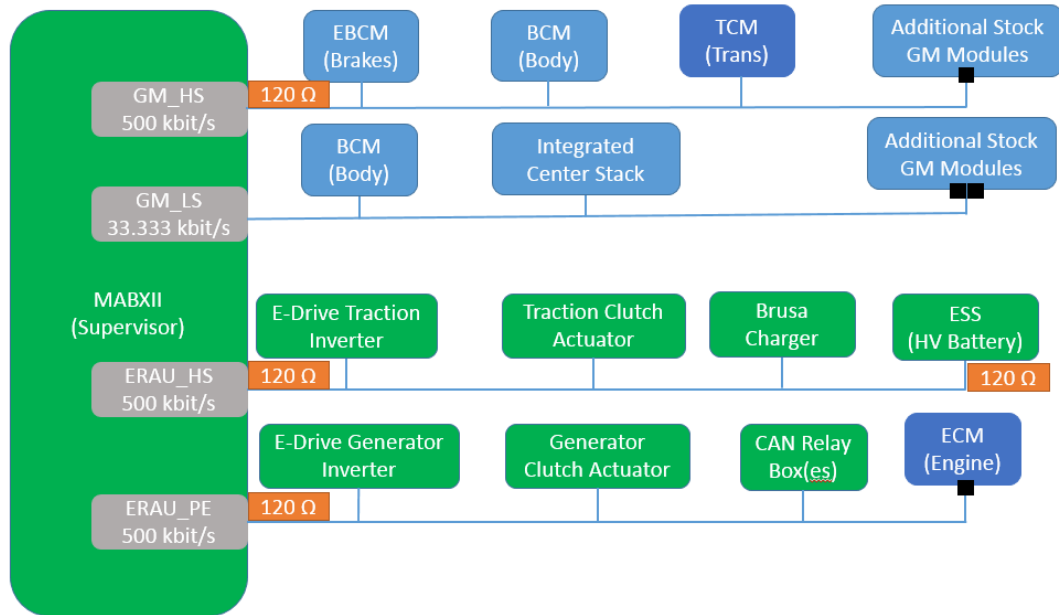 EBCM
(Brakes)
BCM
(Body)
TCM
(Trans)
Additional Stock
GM Modules
GM_HS
500 kbit/s
120 Ω
BCM
(Body)
Integrated
Center Stack
Additional Stock
GM Modules
GM_LS
33.333 kbit/s
MABXII
(Supervisor)
E-Drive Traction
Inverter
Traction Clutch
Actuator
Brusa
Charger
ESS
(HV Battery)
ERAU_HS
500 kbit/s
120 Ω
120 Ω
E-Drive Generator
Inverter
Generator
Clutch Actuator
CAN Relay
Box(es)
ECM
(Engine)
ERAU_PE
500 kbit/s
120 Ω